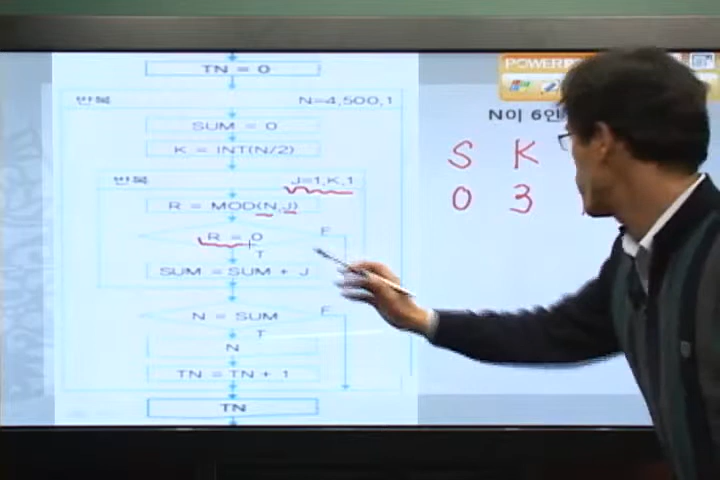 TN = 0
반복 N=4,500,1
SUM = 0
K = INT(N/2)
반복 J=1,K,1
R = MOD(N,J)
R = 0 F
T
SUM = SUM + J
N = SUM F
T
N
TN = TN + 1
TN
N이 6인
S K
0 3